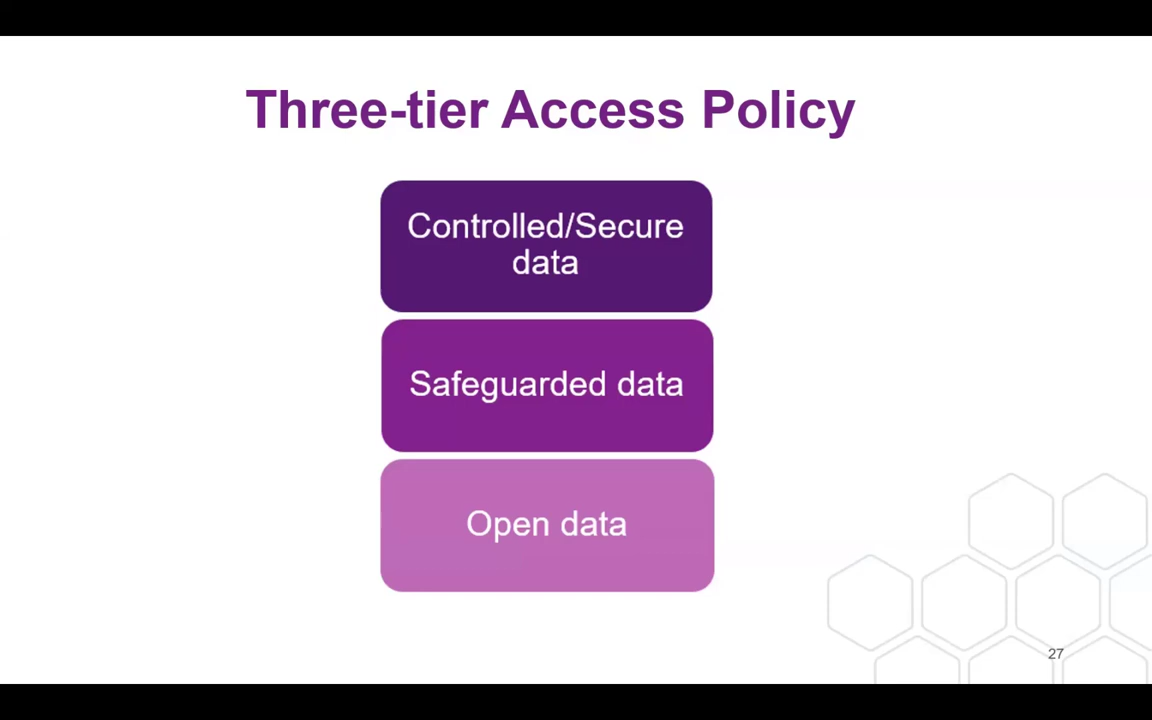 Three-tier Access Policy
Controlled/Secure
data
Safeguarded data
Open data
27